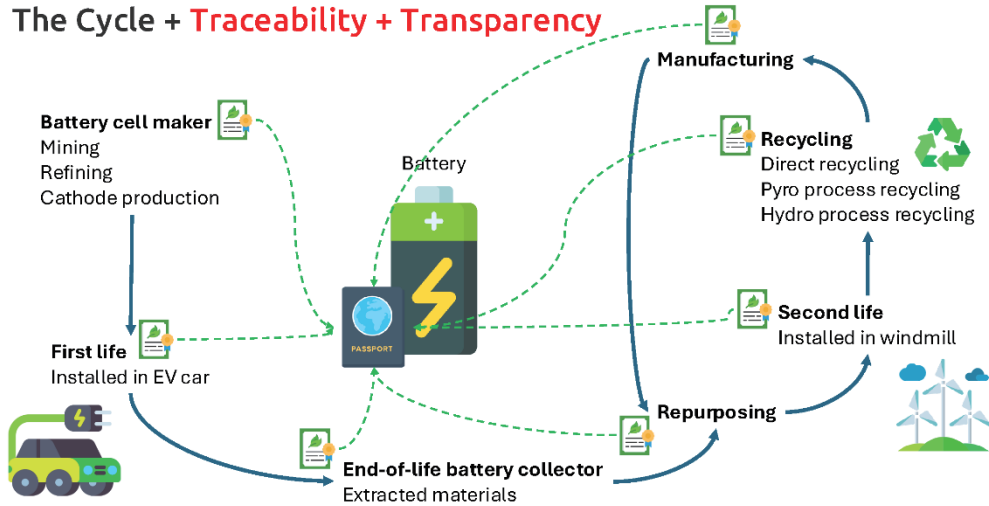 The Cycle + Traceability + Transparency
Manufacturing
Battery cell maker
Mining
Refining
Cathode production
Battery
Recycling
Direct recycling
Pyro process recycling
Hydro process recycling
PASSPORT
Second life
Installed in windmill
First life
Installed in EV car
Repurposing
End-of-life battery collector
Extracted materials